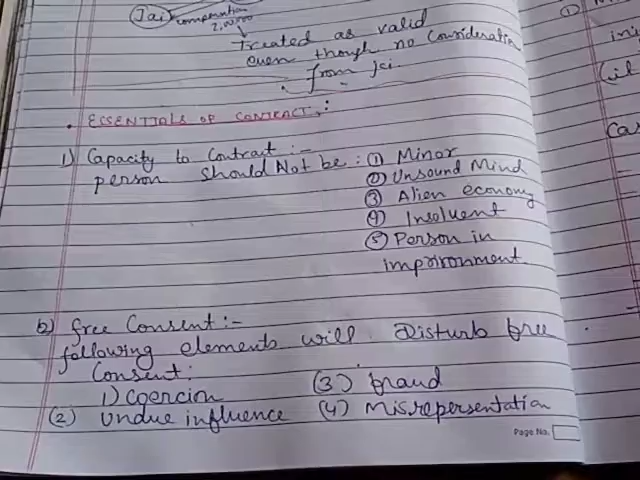 Jai compensation
2,00,000
Treated as valid
even though no Consideration
from Jai.
• ESSENTIALS OF CONTRACT :
1) Capacity to Contract :-
person should Not be : ① Minor
② Unsound Mind
③ Alien economy
④ Insolvent
⑤ Person in
imprironment
b) free Consent :-
following elements will Disturb free
Consent :
1) Coercion (3) fraud
(2) Undue influence (4) Misrepersentation
Page No.